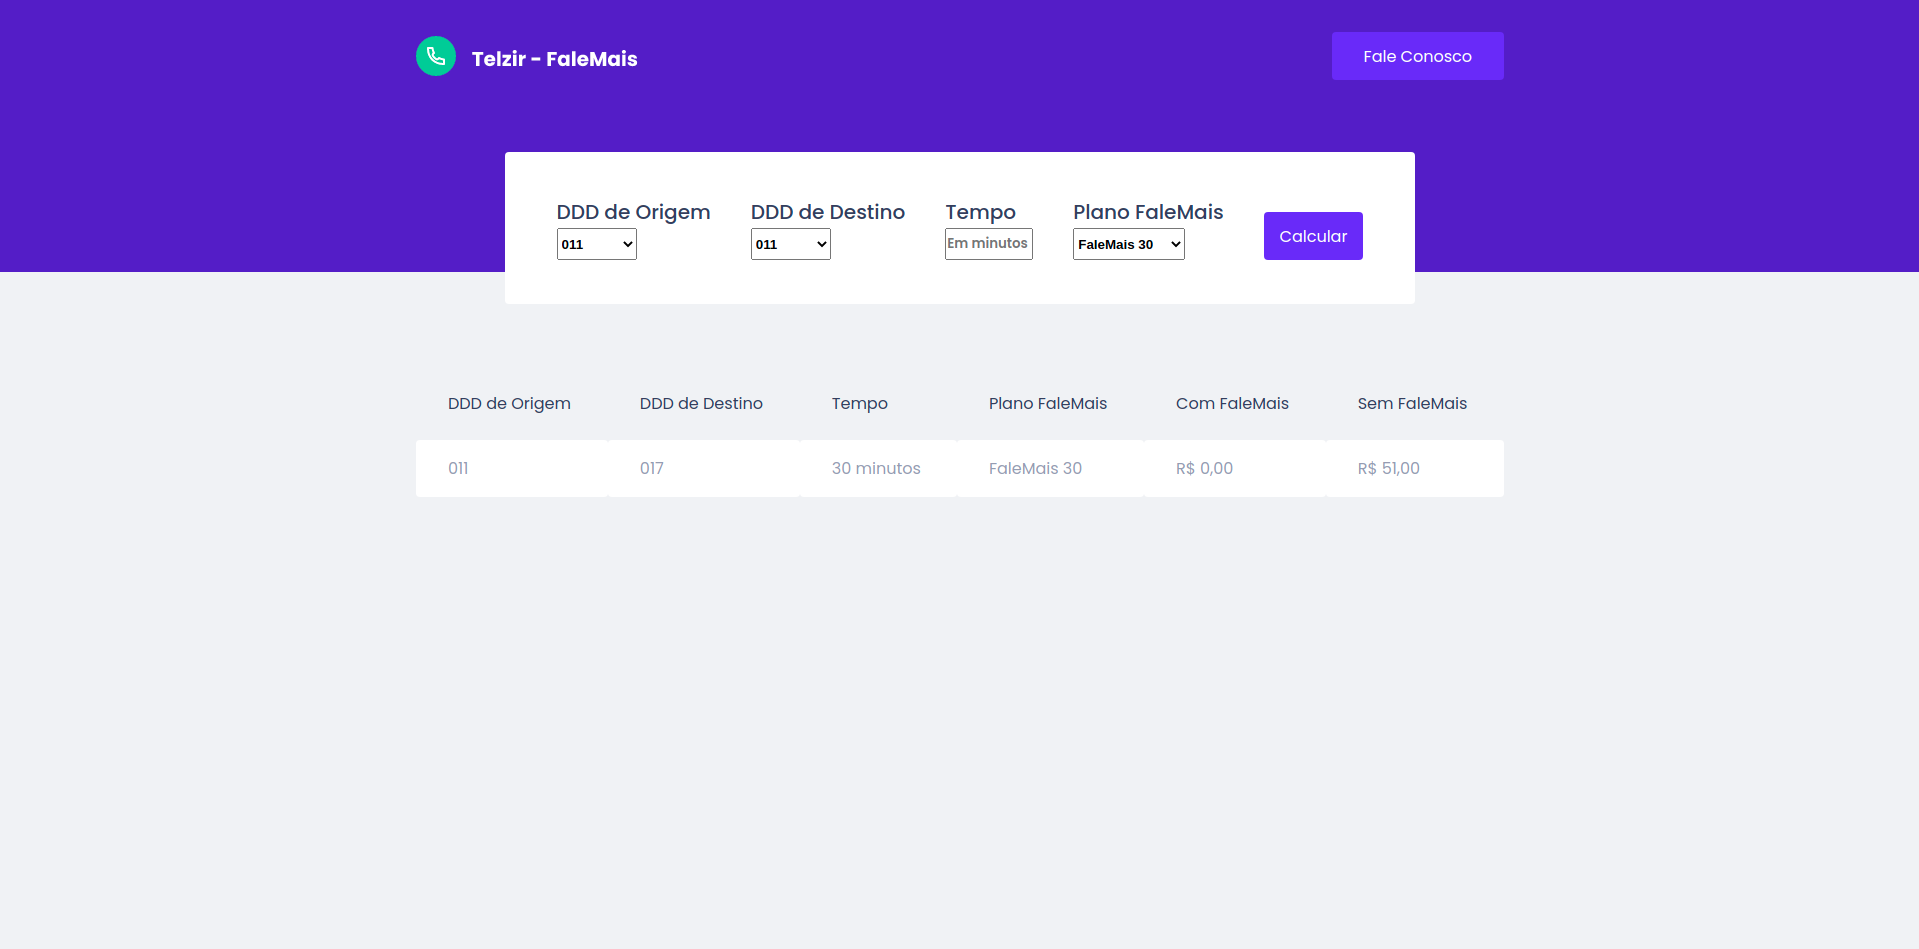 Telzir - FaleMais
Fale Conosco
DDD de Origem DDD de Destino Tempo Plano FaleMais
011 011 Em minutos FaleMais 30 Calcular
DDD de Origem DDD de Destino Tempo Plano FaleMais Com FaleMais Sem FaleMais
011 017 30 minutos FaleMais 30 R$ 0,00 R$ 51,00